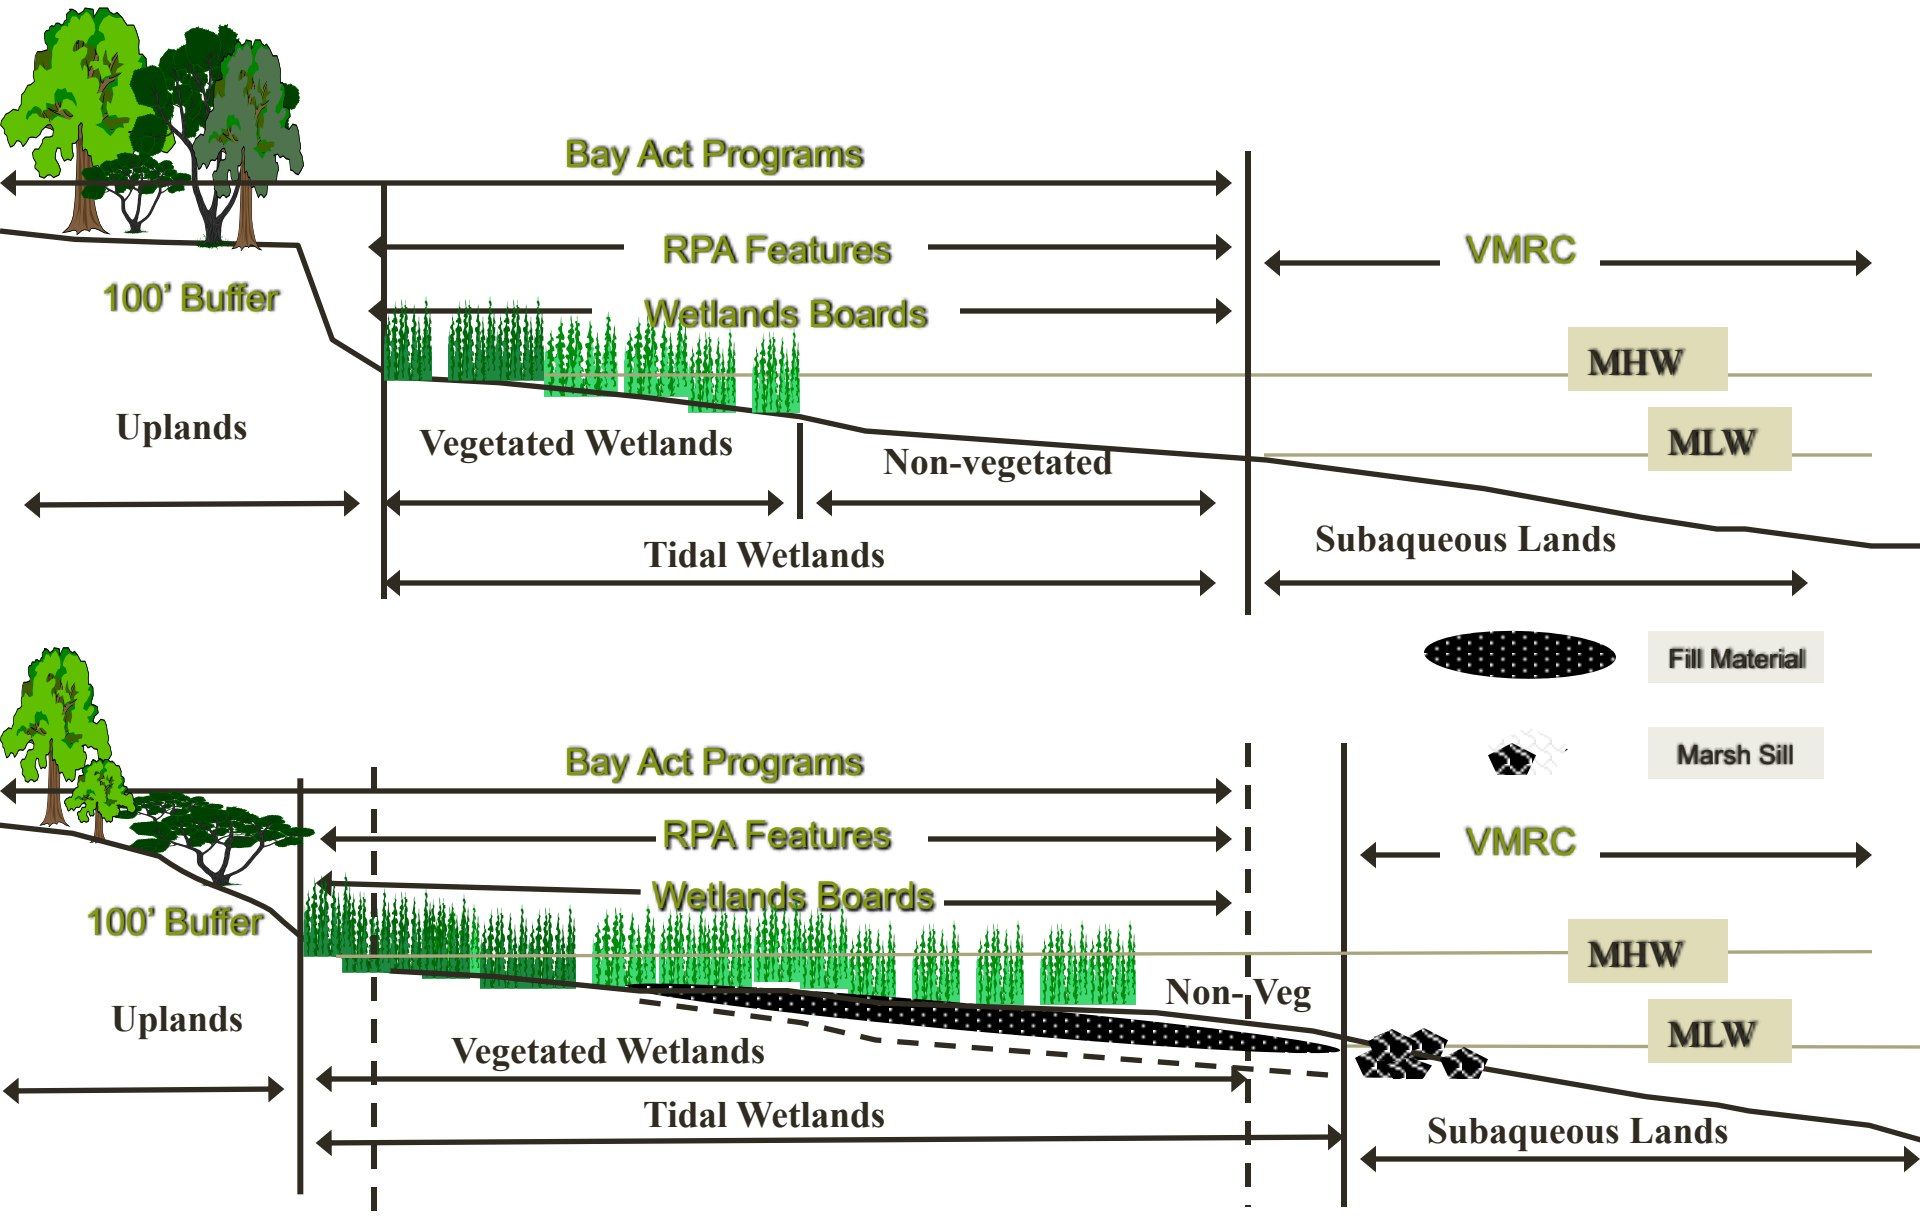 Bay Act Programs
RPA Features
VMRC
100’ Buffer
Wetlands Boards
MHW
Uplands
Vegetated Wetlands
MLW
Non-vegetated
Tidal Wetlands
Subaqueous Lands
Fill Material
Marsh Sill
Bay Act Programs
RPA Features
VMRC
Wetlands Boards
100’ Buffer
MHW
Non-Veg
Uplands
MLW
Vegetated Wetlands
Tidal Wetlands
Subaqueous Lands